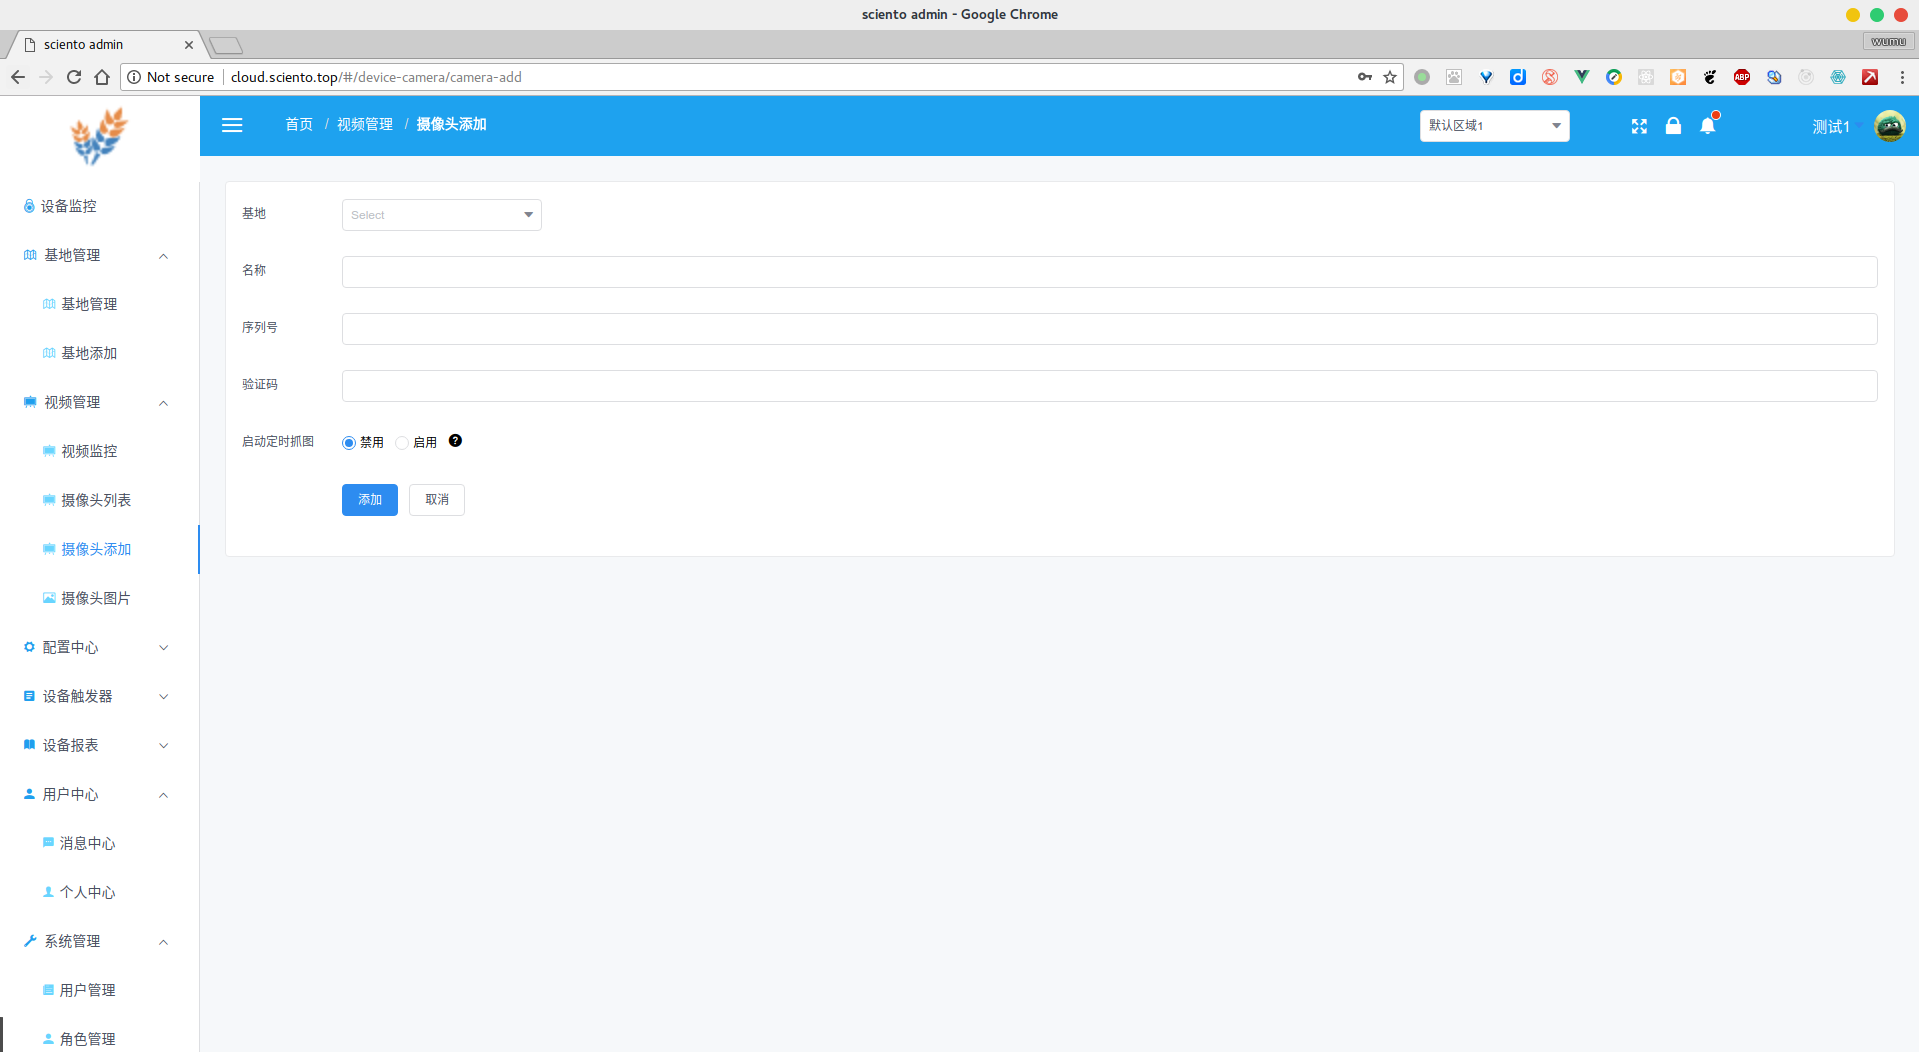 sciento admin - Google Chrome
sciento admin
wumu
Not secure
cloud.sciento.top/#/device-camera/camera-add
ABP
首页 / 视频管理 / 摄像头添加
默认区域1
测试1
设备监控
基地管理
基地管理
基地添加
视频管理
视频监控
摄像头列表
摄像头添加
摄像头图片
配置中心
设备触发器
设备报表
用户中心
消息中心
个人中心
系统管理
用户管理
角色管理
基地
Select
名称
序列号
验证码
启动定时抓图
禁用
启用
添加
取消